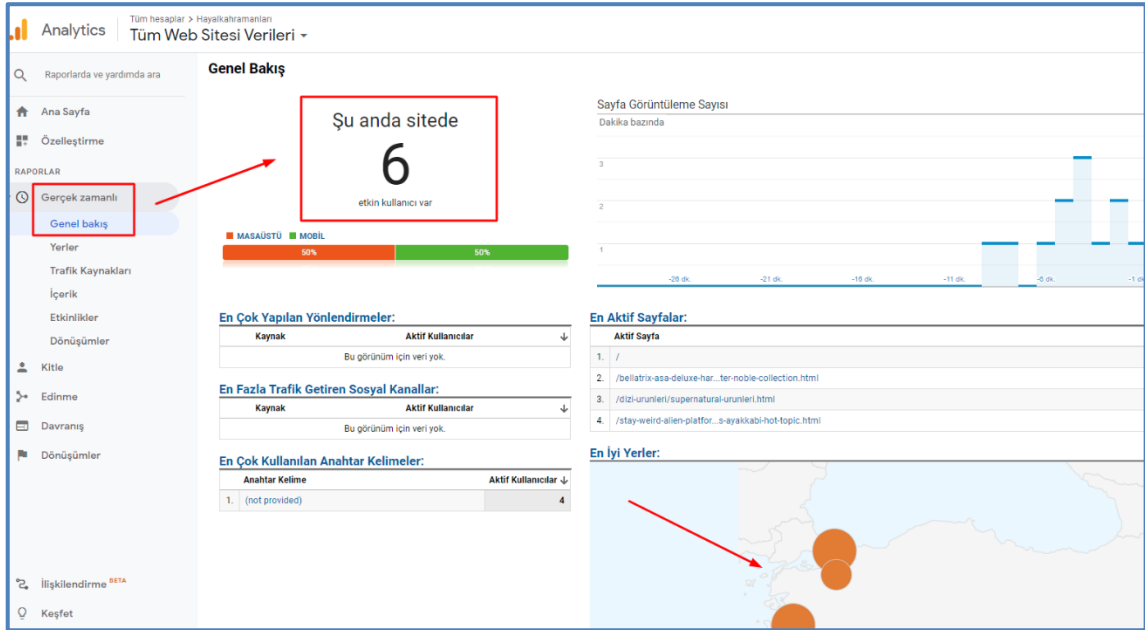 Tüm hesaplar > Hayalkahramanları
Analytics
Tüm Web Sitesi Verileri
Raporlarda ve yardımda ara
Ana Sayfa
Özelleştirme
RAPORLAR
Gerçek zamanlı
Genel bakış
Yerler
Trafik Kaynakları
İçerik
Etkinlikler
Dönüşümler
Kitle
Edinme
Davranış
Dönüşümler
İlişkilendirme BETA
Keşfet
Genel Bakış
Şu anda sitede
6
etkin kullanıcı var
MASAÜSTÜ MOBİL
50% 50%
Sayfa Görüntüleme Sayısı
Dakika bazında
3
2
1
-26 dk. -21 dk. -16 dk. -11 dk. -6 dk. -1
En Çok Yapılan Yönlendirmeler:
Kaynak Aktif Kullanıcılar
Bu görünüm için veri yok.
En Fazla Trafik Getiren Sosyal Kanallar:
Kaynak Aktif Kullanıcılar
Bu görünüm için veri yok.
En Çok Kullanılan Anahtar Kelimeler:
Anahtar Kelime Aktif Kullanıcılar
1. (not provided) 4
En Aktif Sayfalar:
Aktif Sayfa
1. /
2. /bellatrix-asa-deluxe-har...ter-noble-collection.html
3. /dizi-urunleri/supernatural-urunleri.html
4. /stay-weird-alien-platfor...s-ayakkabi-hot-topic.html
En İyi Yerler: